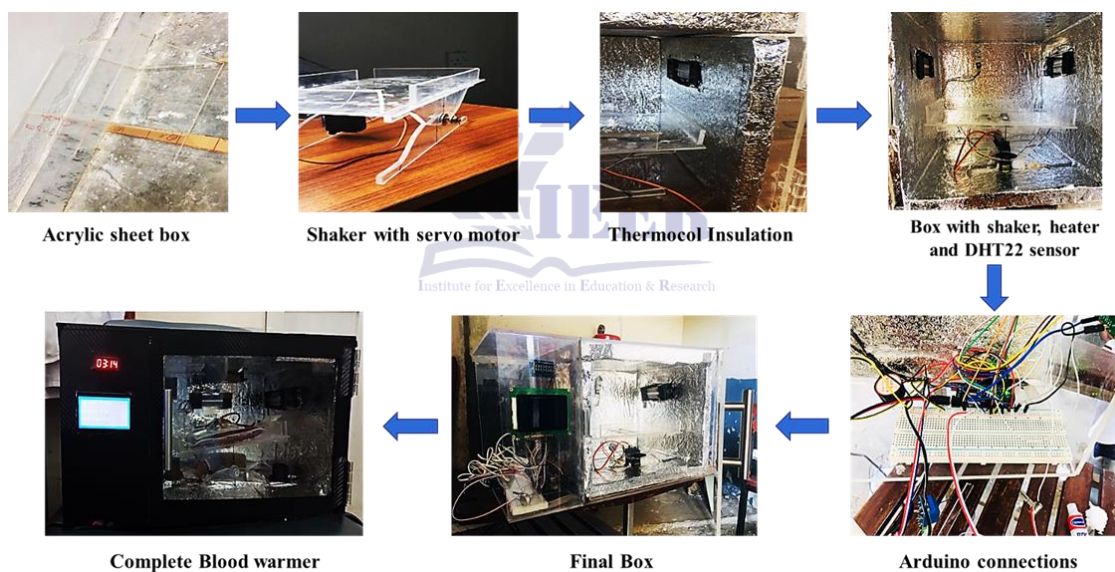 Acrylic sheet box
Shaker with servo motor
Thermocol Insulation
Box with shaker, heater
and DHT22 sensor
IEER
Institute for Excellence in Education & Research
03:14
Complete Blood warmer
Final Box
Arduino connections